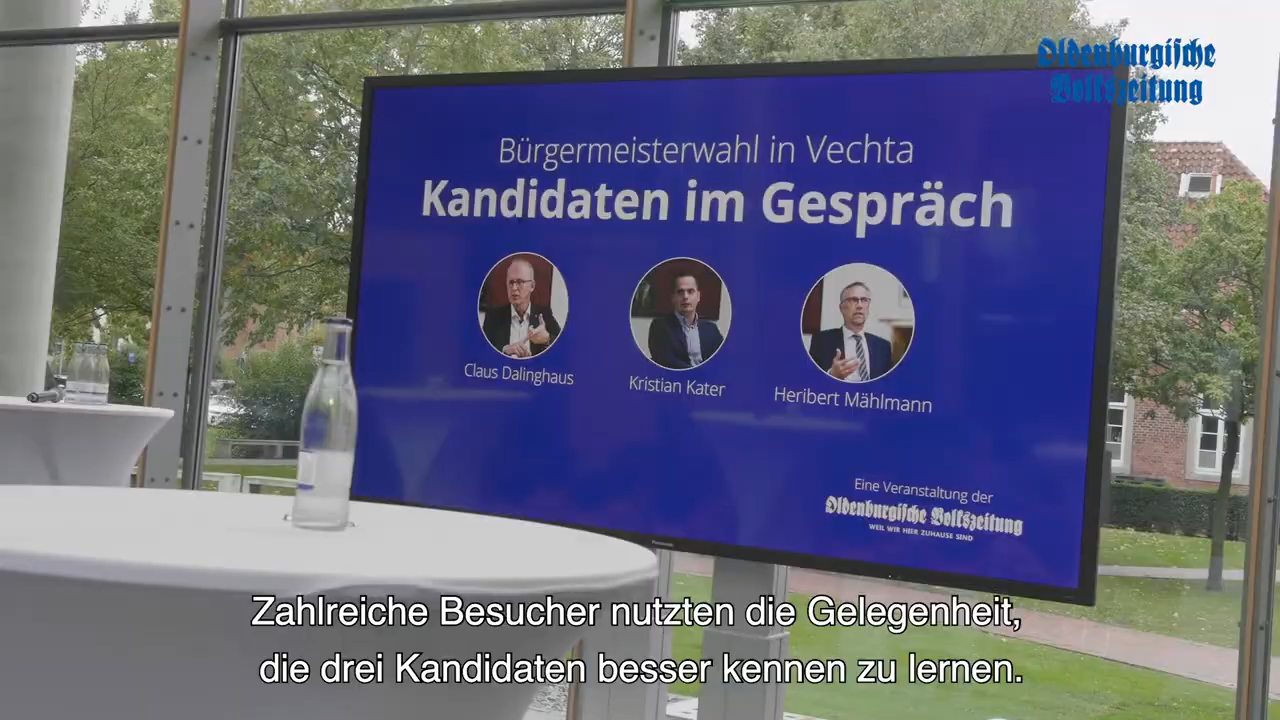 Oldenburgische
Volkszeitung
Bürgermeisterwahl in Vechta
Kandidaten im Gespräch
Claus Dalinghaus
Kristian Kater
Heribert Mählmann
Eine Veranstaltung der
Oldenburgische Volkszeitung
WEIL WIR HIER ZUHAUSE SIND
Panasonic
Zahlreiche Besucher nutzten die Gelegenheit,
die drei Kandidaten besser kennen zu lernen.